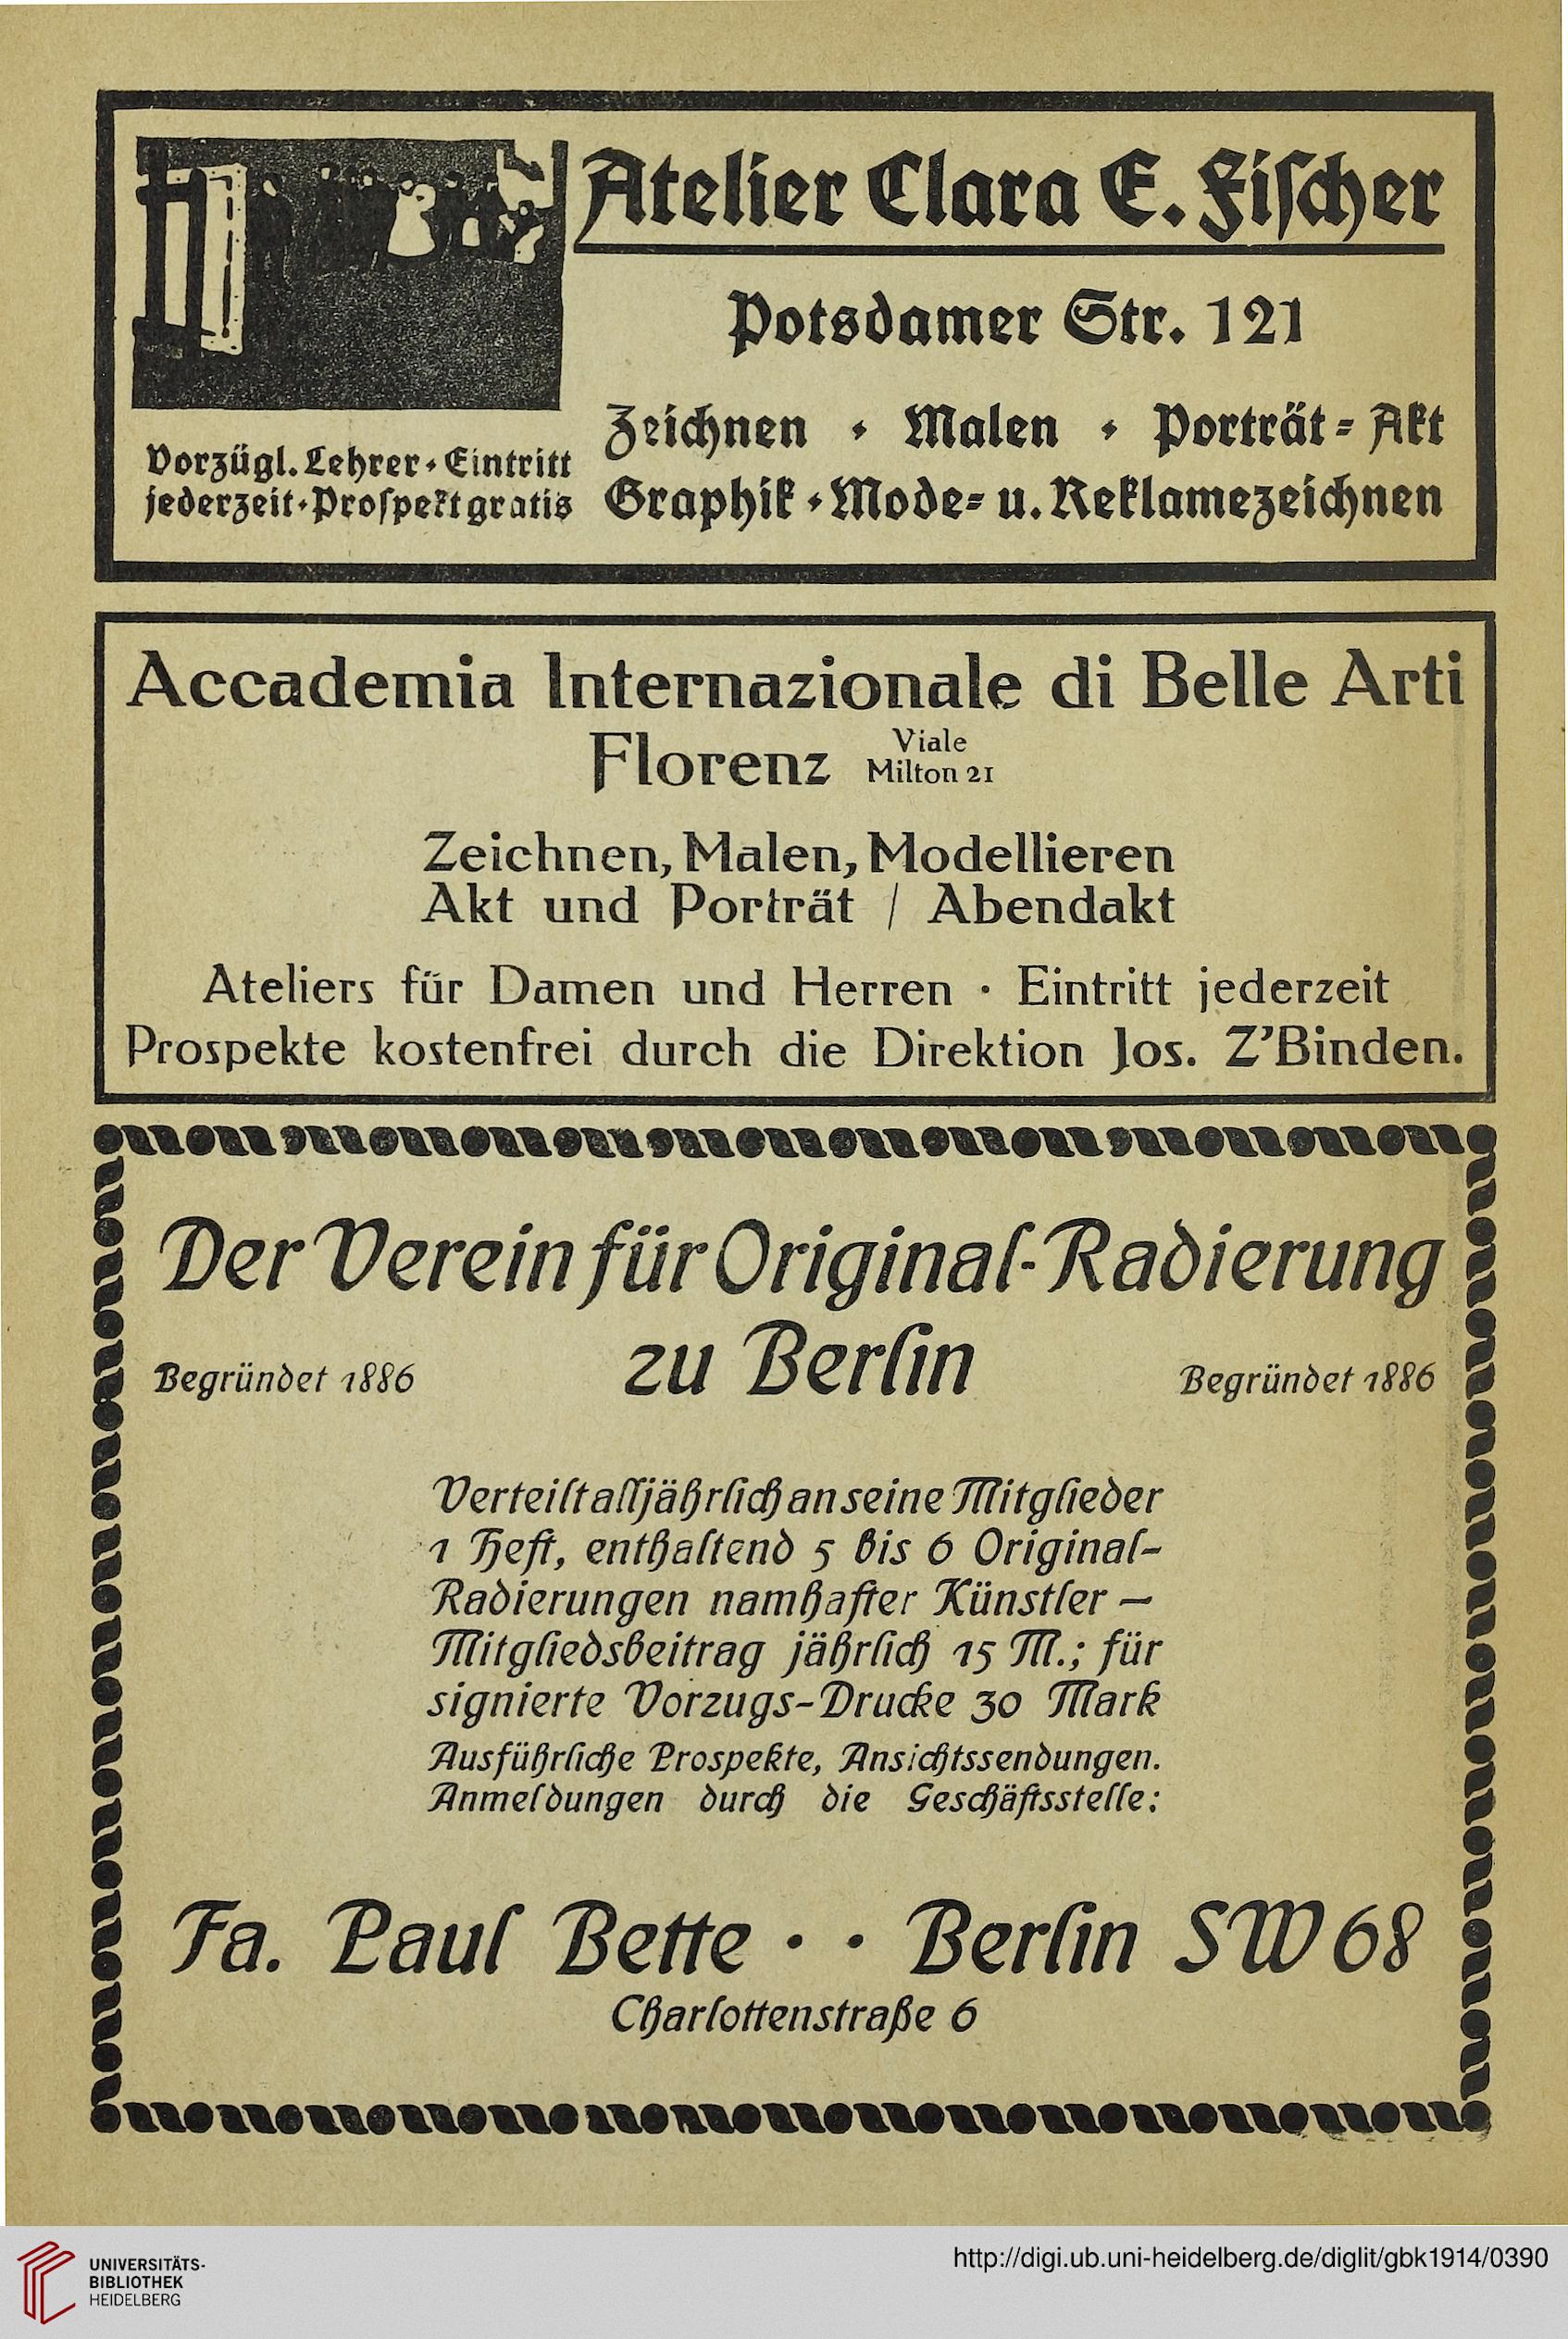 Atelier Clara E. Fischer
Potsdamer Str. 121
Zeichnen • Malen • Porträt-Akt
Graphik • Mode- u. Reklamezeichnen
Vorzügl. Lehrer • Eintritt
jederzeit • Prospekt gratis
Accademia Internazionale di Belle Arti
Florenz Viale
Milton 21
Zeichnen, Malen, Modellieren
Akt und Porträt / Abendakt
Ateliers für Damen und Herren · Eintritt jederzeit
Prospekte kostenfrei durch die Direktion Jos. Z'Binden.
Der Verein für Original-Radierung
zu Berlin
Begründet 1886
Begründet 1886
Verteilt alljährlich an seine Mitglieder
1 Heft, enthaltend 5 bis 6 Original-
Radierungen namhafter Künstler —
Mitgliedsbeitrag jährlich 15 M.; für
signierte Vorzugs-Drucke 30 Mark
Ausführliche Prospekte, Ansichtssendungen.
Anmeldungen durch die Geschäftsstelle:
Fa. Paul Bette · · Berlin SW 68
Charlottenstraße 6
UNIVERSITÄTS-
BIBLIOTHEK
HEIDELBERG
http://digi.ub.uni-heidelberg.de/diglit/gbk1914/0390